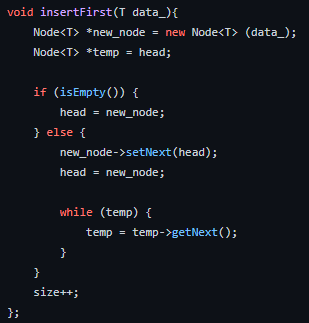 void insertFirst(T data_){
    Node<T> *new_node = new Node<T> (data_);
    Node<T> *temp = head;

    if (isEmpty()) {
        head = new_node;
    } else {
        new_node->setNext(head);
        head = new_node;

        while (temp) {
            temp = temp->getNext();
        }
    }
    size++;
};